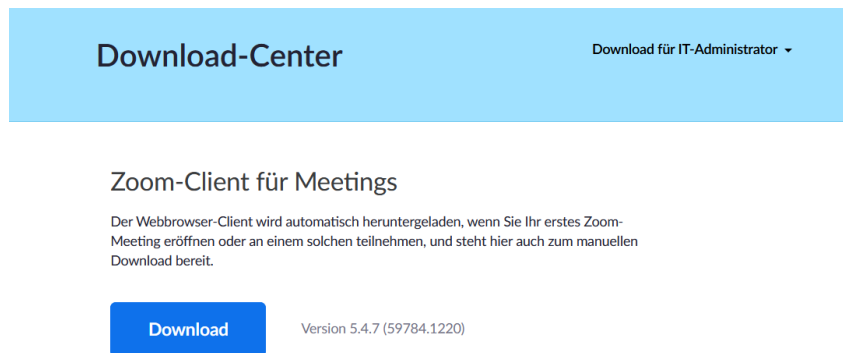 Download-Center
Download für IT-Administrator
Zoom-Client für Meetings
Der Webbrowser-Client wird automatisch heruntergeladen, wenn Sie Ihr erstes Zoom-
Meeting eröffnen oder an einem solchen teilnehmen, und steht hier auch zum manuellen
Download bereit.
Download
Version 5.4.7 (59784.1220)